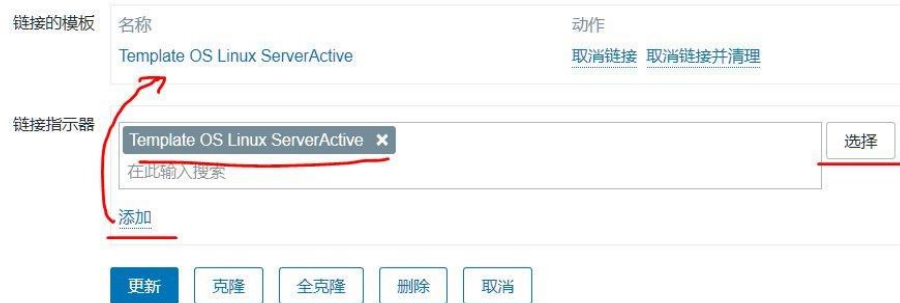 链接的模板 名称 动作
Template OS Linux ServerActive 取消链接 取消链接并清理
链接指示器
Template OS Linux ServerActive ×
选择
在此输入搜索
添加
更新 克隆 全克隆 删除 取消